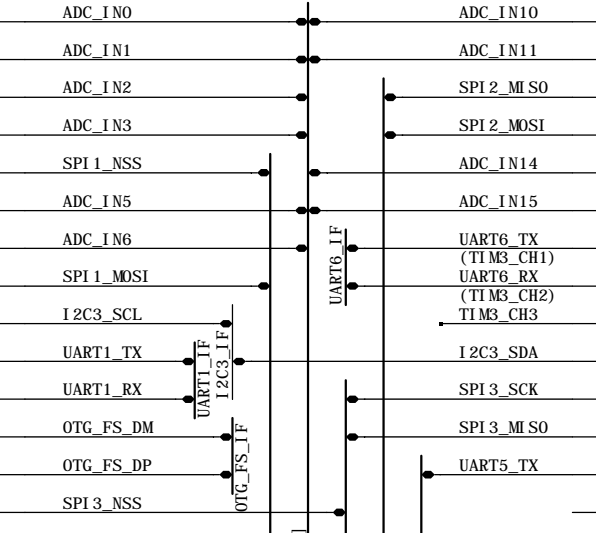 ADC_IN0
ADC_IN10
ADC_IN1
ADC_IN11
ADC_IN2
SPI2_MISO
ADC_IN3
SPI2_MOSI
SPI1_NSS
ADC_IN14
ADC_IN5
ADC_IN15
ADC_IN6
UART6_IF
UART6_TX
(TIM3_CH1)
SPI1_MOSI
UART6_RX
(TIM3_CH2)
I2C3_SCL
TIM3_CH3
UART1_TX
UART1_IF
I2C3_IF
I2C3_SDA
UART1_RX
SPI3_SCK
OTG_FS_DM
OTG_FS_IF
SPI3_MISO
OTG_FS_DP
UART5_TX
SPI3_NSS